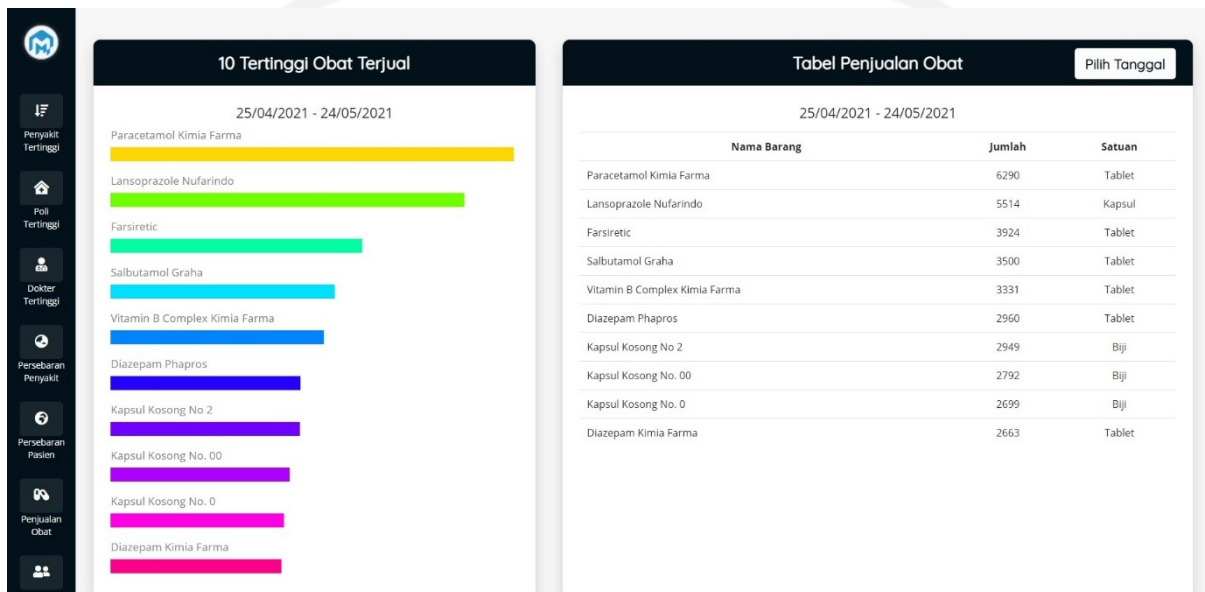 Penyakit
Tertinggi
Poli
Tertinggi
Dokter
Tertinggi
Persebaran
Penyakit
Persebaran
Pasien
Penjualan
Obat
10 Tertinggi Obat Terjual
25/04/2021 - 24/05/2021
Paracetamol Kimia Farma
Lansoprazole Nufarindo
Farsiretic
Salbutamol Graha
Vitamin B Complex Kimia Farma
Diazepam Phapros
Kapsul Kosong No 2
Kapsul Kosong No. 00
Kapsul Kosong No. 0
Diazepam Kimia Farma
Tabel Penjualan Obat
Pilih Tanggal
25/04/2021 - 24/05/2021
Nama Barang Jumlah Satuan
Paracetamol Kimia Farma 6290 Tablet
Lansoprazole Nufarindo 5514 Kapsul
Farsiretic 3924 Tablet
Salbutamol Graha 3500 Tablet
Vitamin B Complex Kimia Farma 3331 Tablet
Diazepam Phapros 2960 Tablet
Kapsul Kosong No 2 2949 Biji
Kapsul Kosong No. 00 2792 Biji
Kapsul Kosong No. 0 2699 Biji
Diazepam Kimia Farma 2663 Tablet